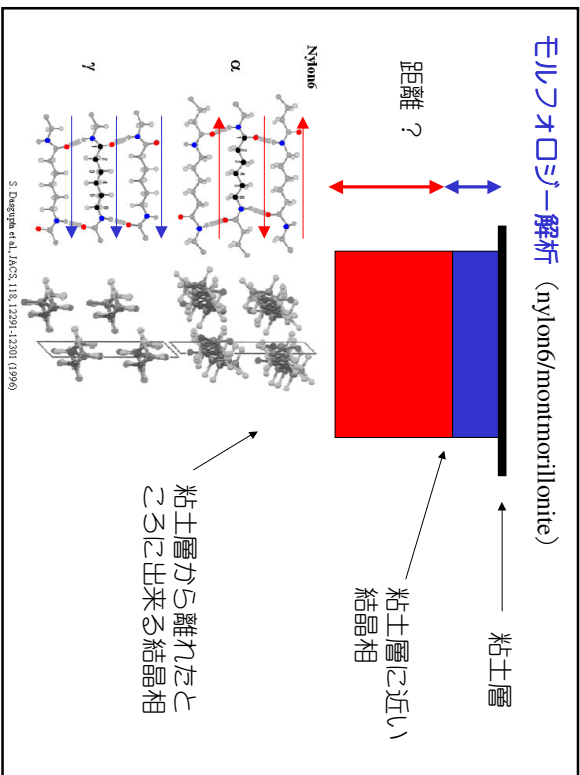 モルフォロジー解析（nylon6/montmorillonite）
粘土層
距離？
粘土層に近い
結晶相
Nylon6
α
γ
粘土層から離れたと
ころに出来る結晶相
S. Dasgupta et al, JACS, 118, 12291-12301 (1996)